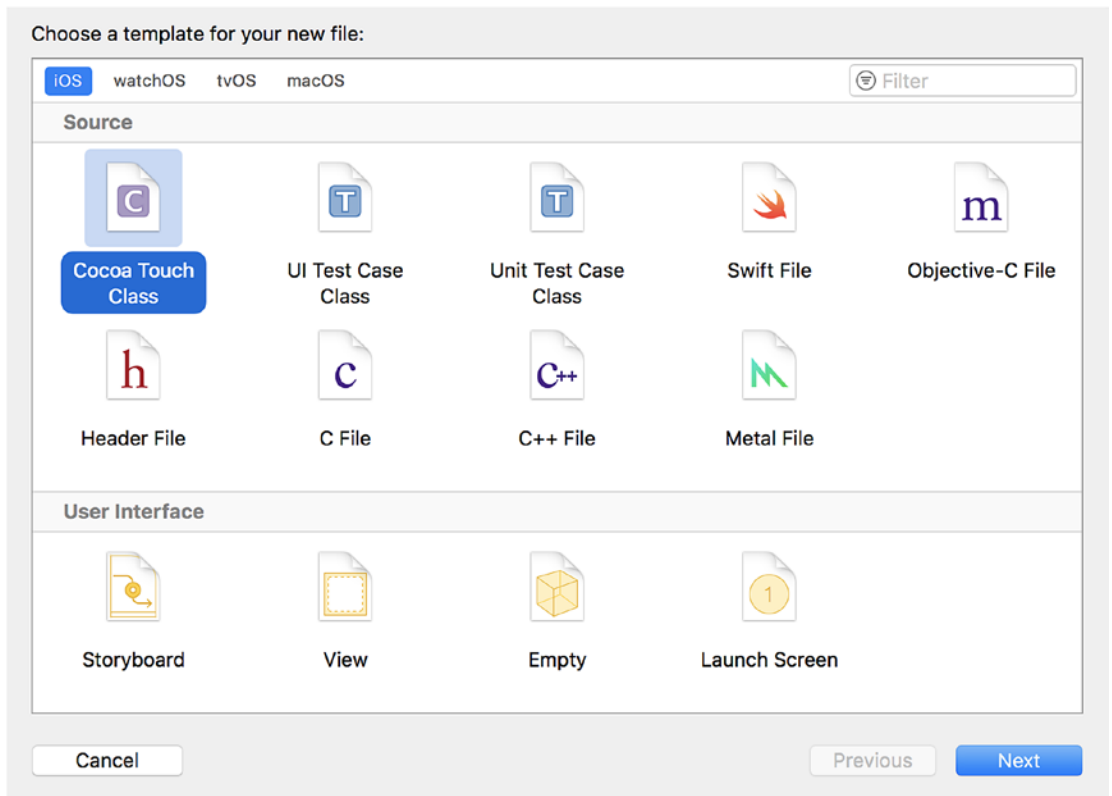 Choose a template for your new file:
iOS watchOS tvOS macOS Filter
Source
C T T m
Cocoa Touch Class UI Test Case Class Unit Test Case Class Swift File Objective-C File
h c C++
Header File C File C++ File Metal File
User Interface
1
Storyboard View Empty Launch Screen
Cancel Previous Next